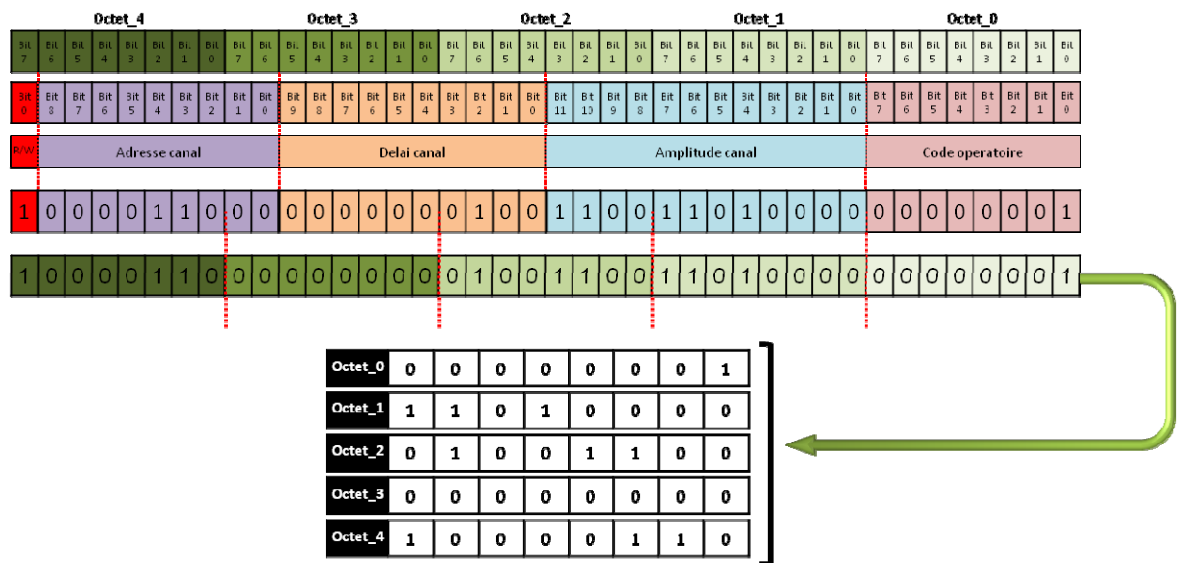 Octet_4 Octet_3 Octet_2 Octet_1 Octet_0
Bit Bit Bit Bit Bit Bit Bit Bit Bit Bit Bit Bit Bit Bit Bit Bit Bit Bit Bit Bit Bit Bit Bit Bit Bit Bit Bit Bit Bit Bit Bit Bit Bit Bit Bit Bit Bit Bit Bit Bit
7 6 5 4 3 2 1 0 7 6 5 4 3 2 1 0 7 6 5 4 3 2 1 0 7 6 5 4 3 2 1 0 7 6 5 4 3 2 1 0
Bit Bit Bit Bit Bit Bit Bit Bit Bit Bit Bit Bit Bit Bit Bit Bit Bit Bit Bit Bit Bit Bit Bit Bit Bit Bit Bit Bit Bit Bit Bit Bit Bit Bit Bit Bit Bit Bit Bit Bit
0 8 7 6 5 4 3 2 1 0 9 8 7 6 5 4 3 2 1 0 11 10 9 8 7 6 5 4 3 2 1 0 7 6 5 4 3 2 1 0
R/W Adresse canal Delai canal Amplitude canal Code operatoire
1 0 0 0 0 1 1 0 0 0 0 0 0 0 0 0 0 1 0 0 1 1 0 0 1 1 0 1 0 0 0 0 0 0 0 0 0 0 0 1
1 0 0 0 0 1 1 0 0 0 0 0 0 0 0 0 0 1 0 0 1 1 0 0 1 1 0 1 0 0 0 0 0 0 0 0 0 0 0 1
Octet_0 0 0 0 0 0 0 0 1
Octet_1 1 1 0 1 0 0 0 0
Octet_2 0 1 0 0 1 1 0 0
Octet_3 0 0 0 0 0 0 0 0
Octet_4 1 0 0 0 0 1 1 0